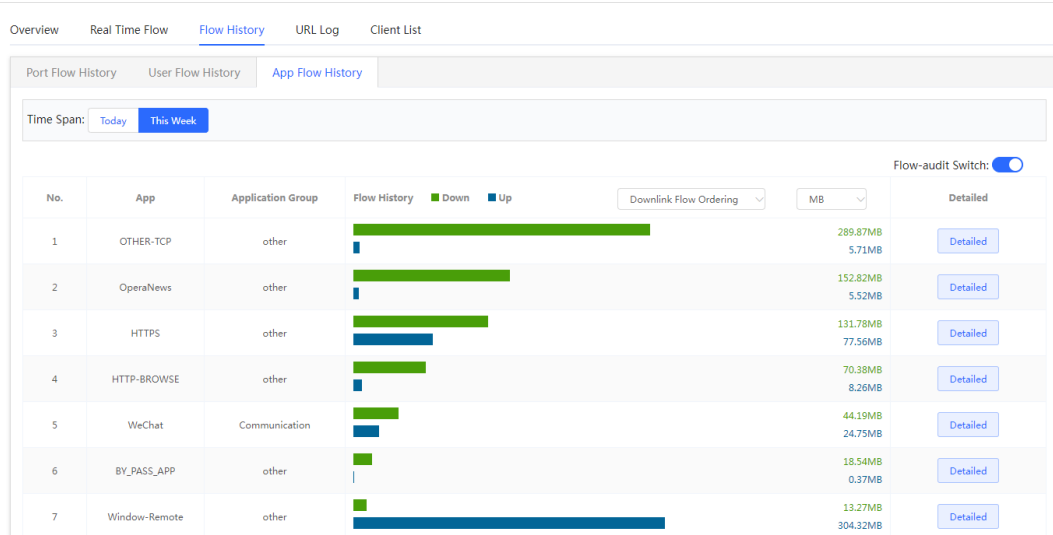 Overview Real Time Flow Flow History URL Log Client List
Port Flow History User Flow History App Flow History
Time Span: Today This Week
Flow-audit Switch:
No. App Application Group Flow History Down Up Downlink Flow Ordering MB Detailed
1 OTHER-TCP other 289.87MB Detailed
5.71MB
2 OperaNews other 152.82MB Detailed
5.52MB
3 HTTPS other 131.78MB Detailed
77.56MB
4 HTTP-BROWSE other 70.38MB Detailed
8.26MB
5 WeChat Communication 44.19MB Detailed
24.75MB
6 BY_PASS_APP other 18.54MB Detailed
0.37MB
7 Window-Remote other 13.27MB Detailed
304.32MB